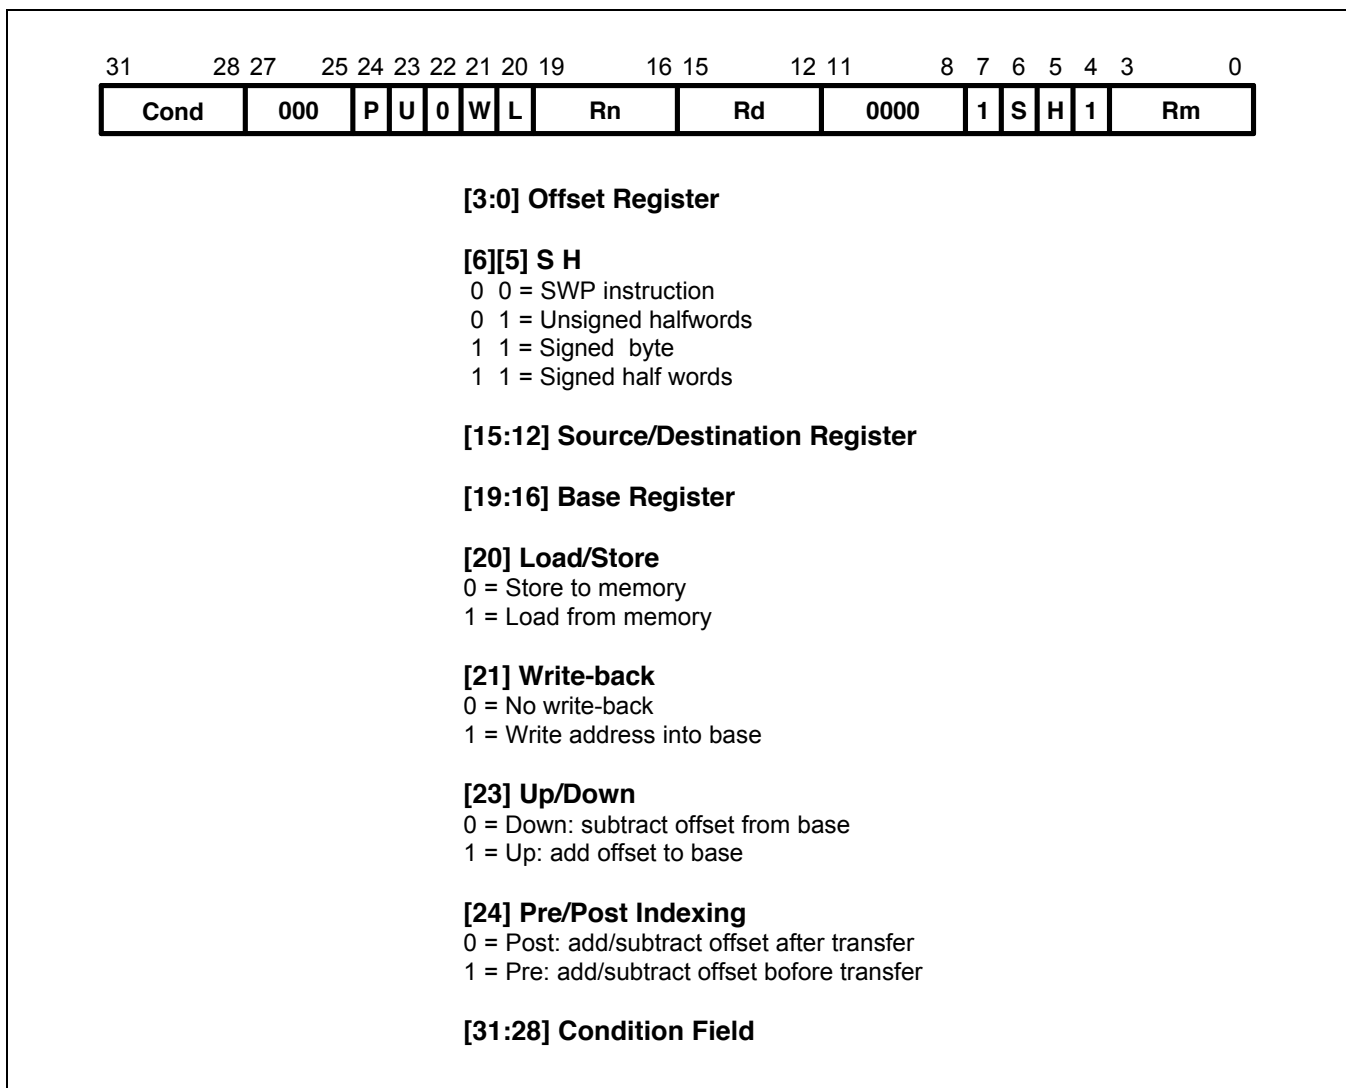 31 28 27 25 24 23 22 21 20 19 16 15 12 11 8 7 6 5 4 3 0
Cond 000 P U 0 W L Rn Rd 0000 1 S H 1 Rm
[3:0] Offset Register
[6][5] S H
0 0 = SWP instruction
0 1 = Unsigned halfwords
1 1 = Signed byte
1 1 = Signed half words
[15:12] Source/Destination Register
[19:16] Base Register
[20] Load/Store
0 = Store to memory
1 = Load from memory
[21] Write-back
0 = No write-back
1 = Write address into base
[23] Up/Down
0 = Down: subtract offset from base
1 = Up: add offset to base
[24] Pre/Post Indexing
0 = Post: add/subtract offset after transfer
1 = Pre: add/subtract offset bofore transfer
[31:28] Condition Field